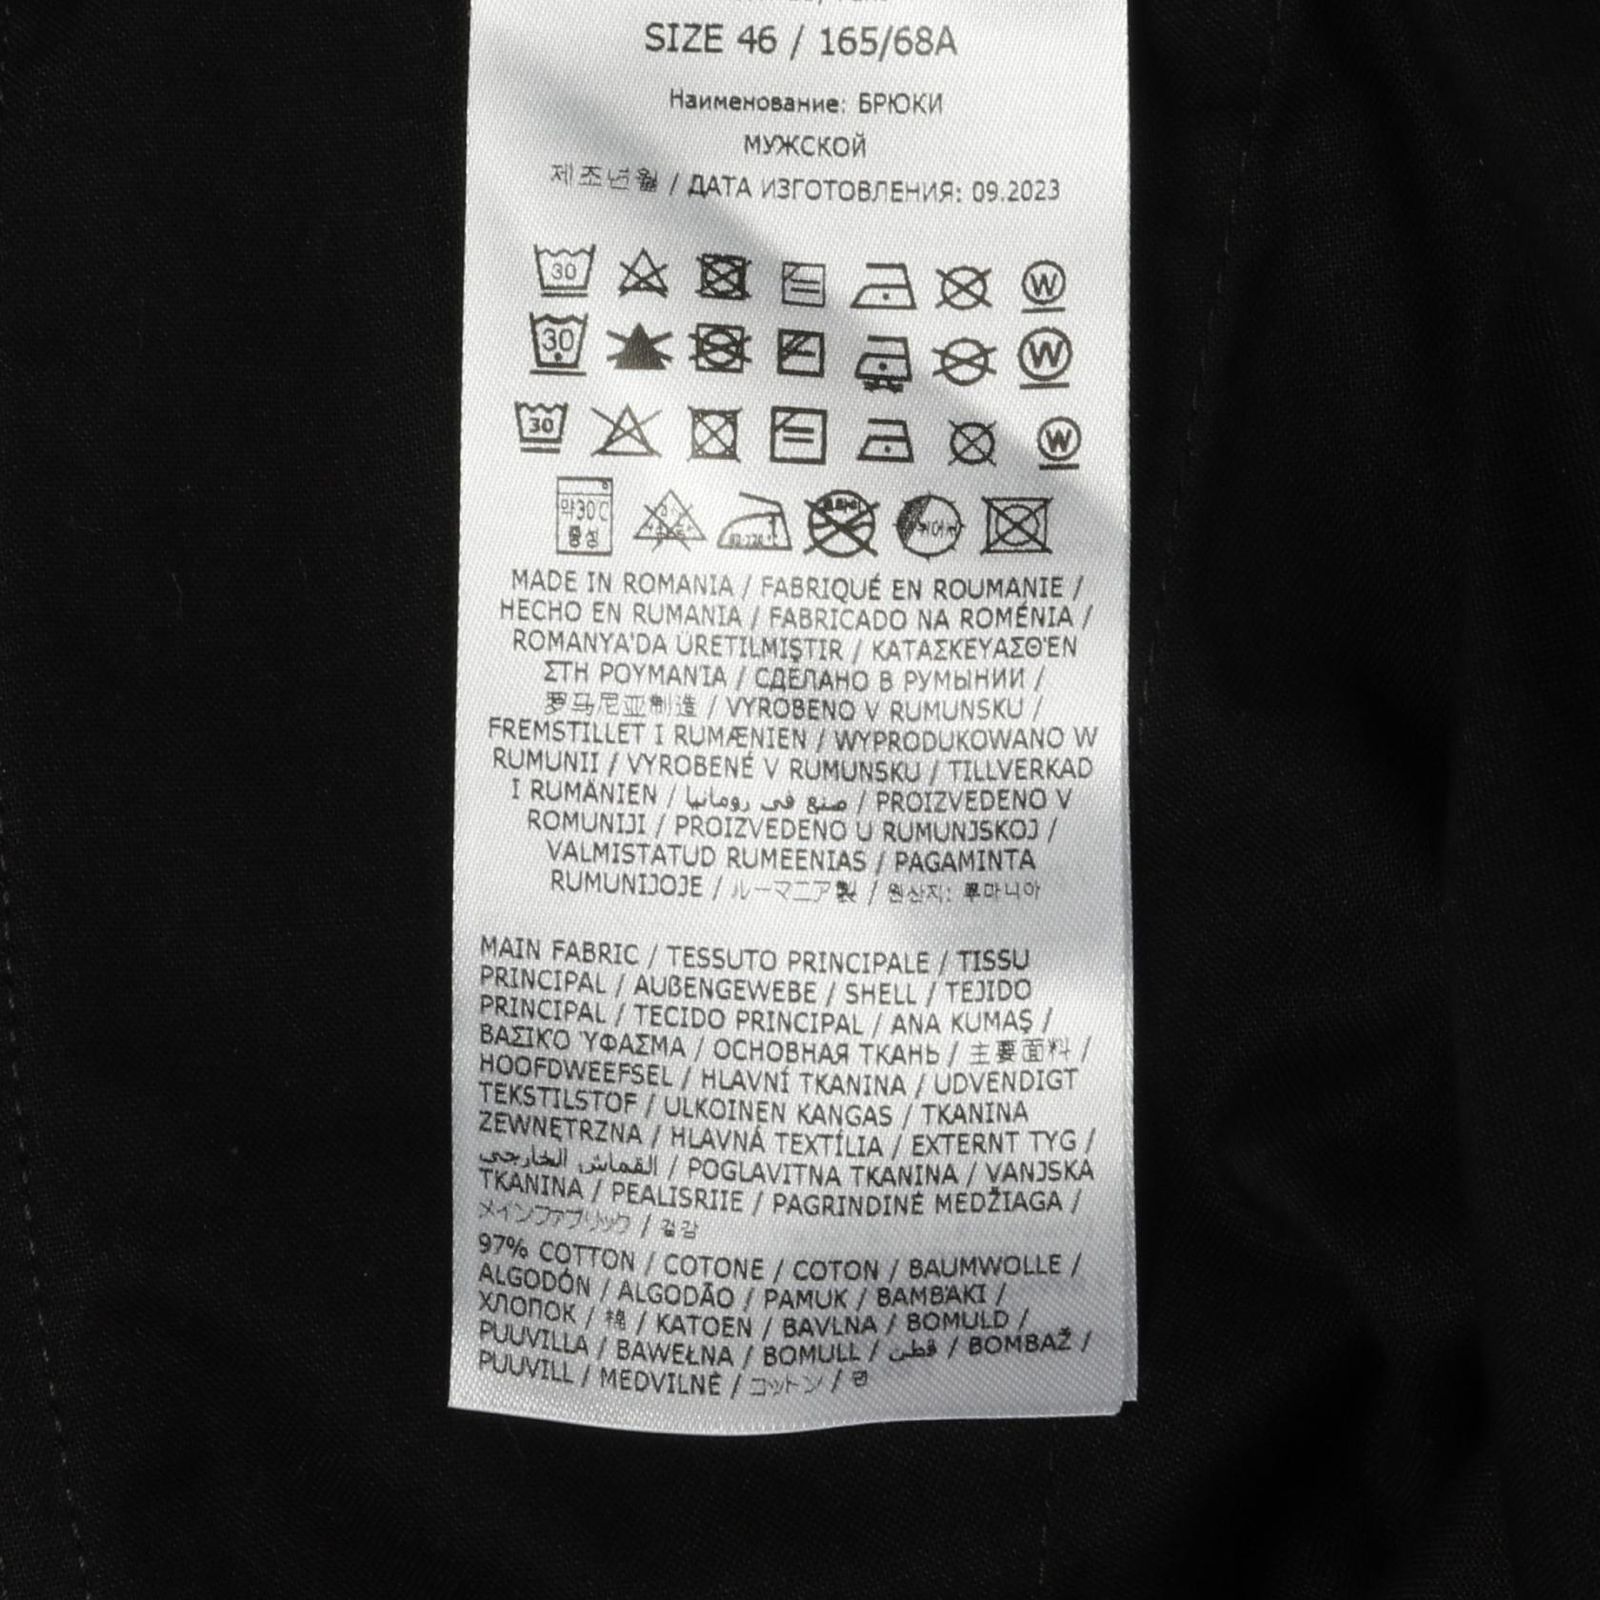 SIZE 46 / 165/68A
Наименование: БРЮКИ
МУЖСКОЙ
제조년월 / ДАТА ИЗГОТОВЛЕНИЯ: 09.2023
30 W
30 W
30 W
약30℃ 중성
MADE IN ROMANIA / FABRIQUÉ EN ROUMANIE /
HECHO EN RUMANIA / FABRICADO NA ROMÉNIA /
ROMANYA'DA ÜRETILMIŞTIR / ΚΑΤΑΣΚΕΥΑΣΘΈΝ
ΣΤΗ ΡΟΥΜΑΝΊΑ / СДЕЛАНО В РУМЫНИИ /
罗马尼亚制造 / VYROBENO V RUMUNSKU /
FREMSTILLET I RUMÆNIEN / WYPRODUKOWANO W
RUMUNII / VYROBENÉ V RUMUNSKU / TILLVERKAD
I RUMÄNIEN / صنع في رومانيا / PROIZVEDENO V
ROMUNIJI / PROIZVEDENO U RUMUNJSKOJ /
VALMISTATUD RUMEENIAS / PAGAMINTA
RUMUNIJOJE / ルーマニア製 / 원산지: 루마니아
MAIN FABRIC / TESSUTO PRINCIPALE / TISSU
PRINCIPAL / AUßENGEWEBE / SHELL / TEJIDO
PRINCIPAL / TECIDO PRINCIPAL / ANA KUMAŞ /
ΒΑΣΙΚΌ ΎΦΑΣΜΑ / ОСНОВНАЯ ТКАНЬ / 主要面料 /
HOOFDWEEFSEL / HLAVNÍ TKANINA / UDVENDIGT
TEKSTILSTOF / ULKOINEN KANGAS / TKANINA
ZEWNĘTRZNA / HLAVNÁ TEXTÍLIA / EXTERNT TYG /
القماش الخارجي / POGLAVITNA TKANINA / VANJSKA
TKANINA / PEALISRIIE / PAGRINDINĖ MEDŽIAGA /
メインファブリック / 겉감
97% COTTON / COTONE / COTON / BAUMWOLLE /
ALGODÓN / ALGODÃO / PAMUK / ΒΑΜΒΆΚΙ /
ХЛОПОК / 棉 / KATOEN / BAVLNA / BOMULD /
PUUVILLA / BAWEŁNA / BOMULL / قطن / BOMBAŽ /
PUUVILL / MEDVILNĖ / コットン / 면